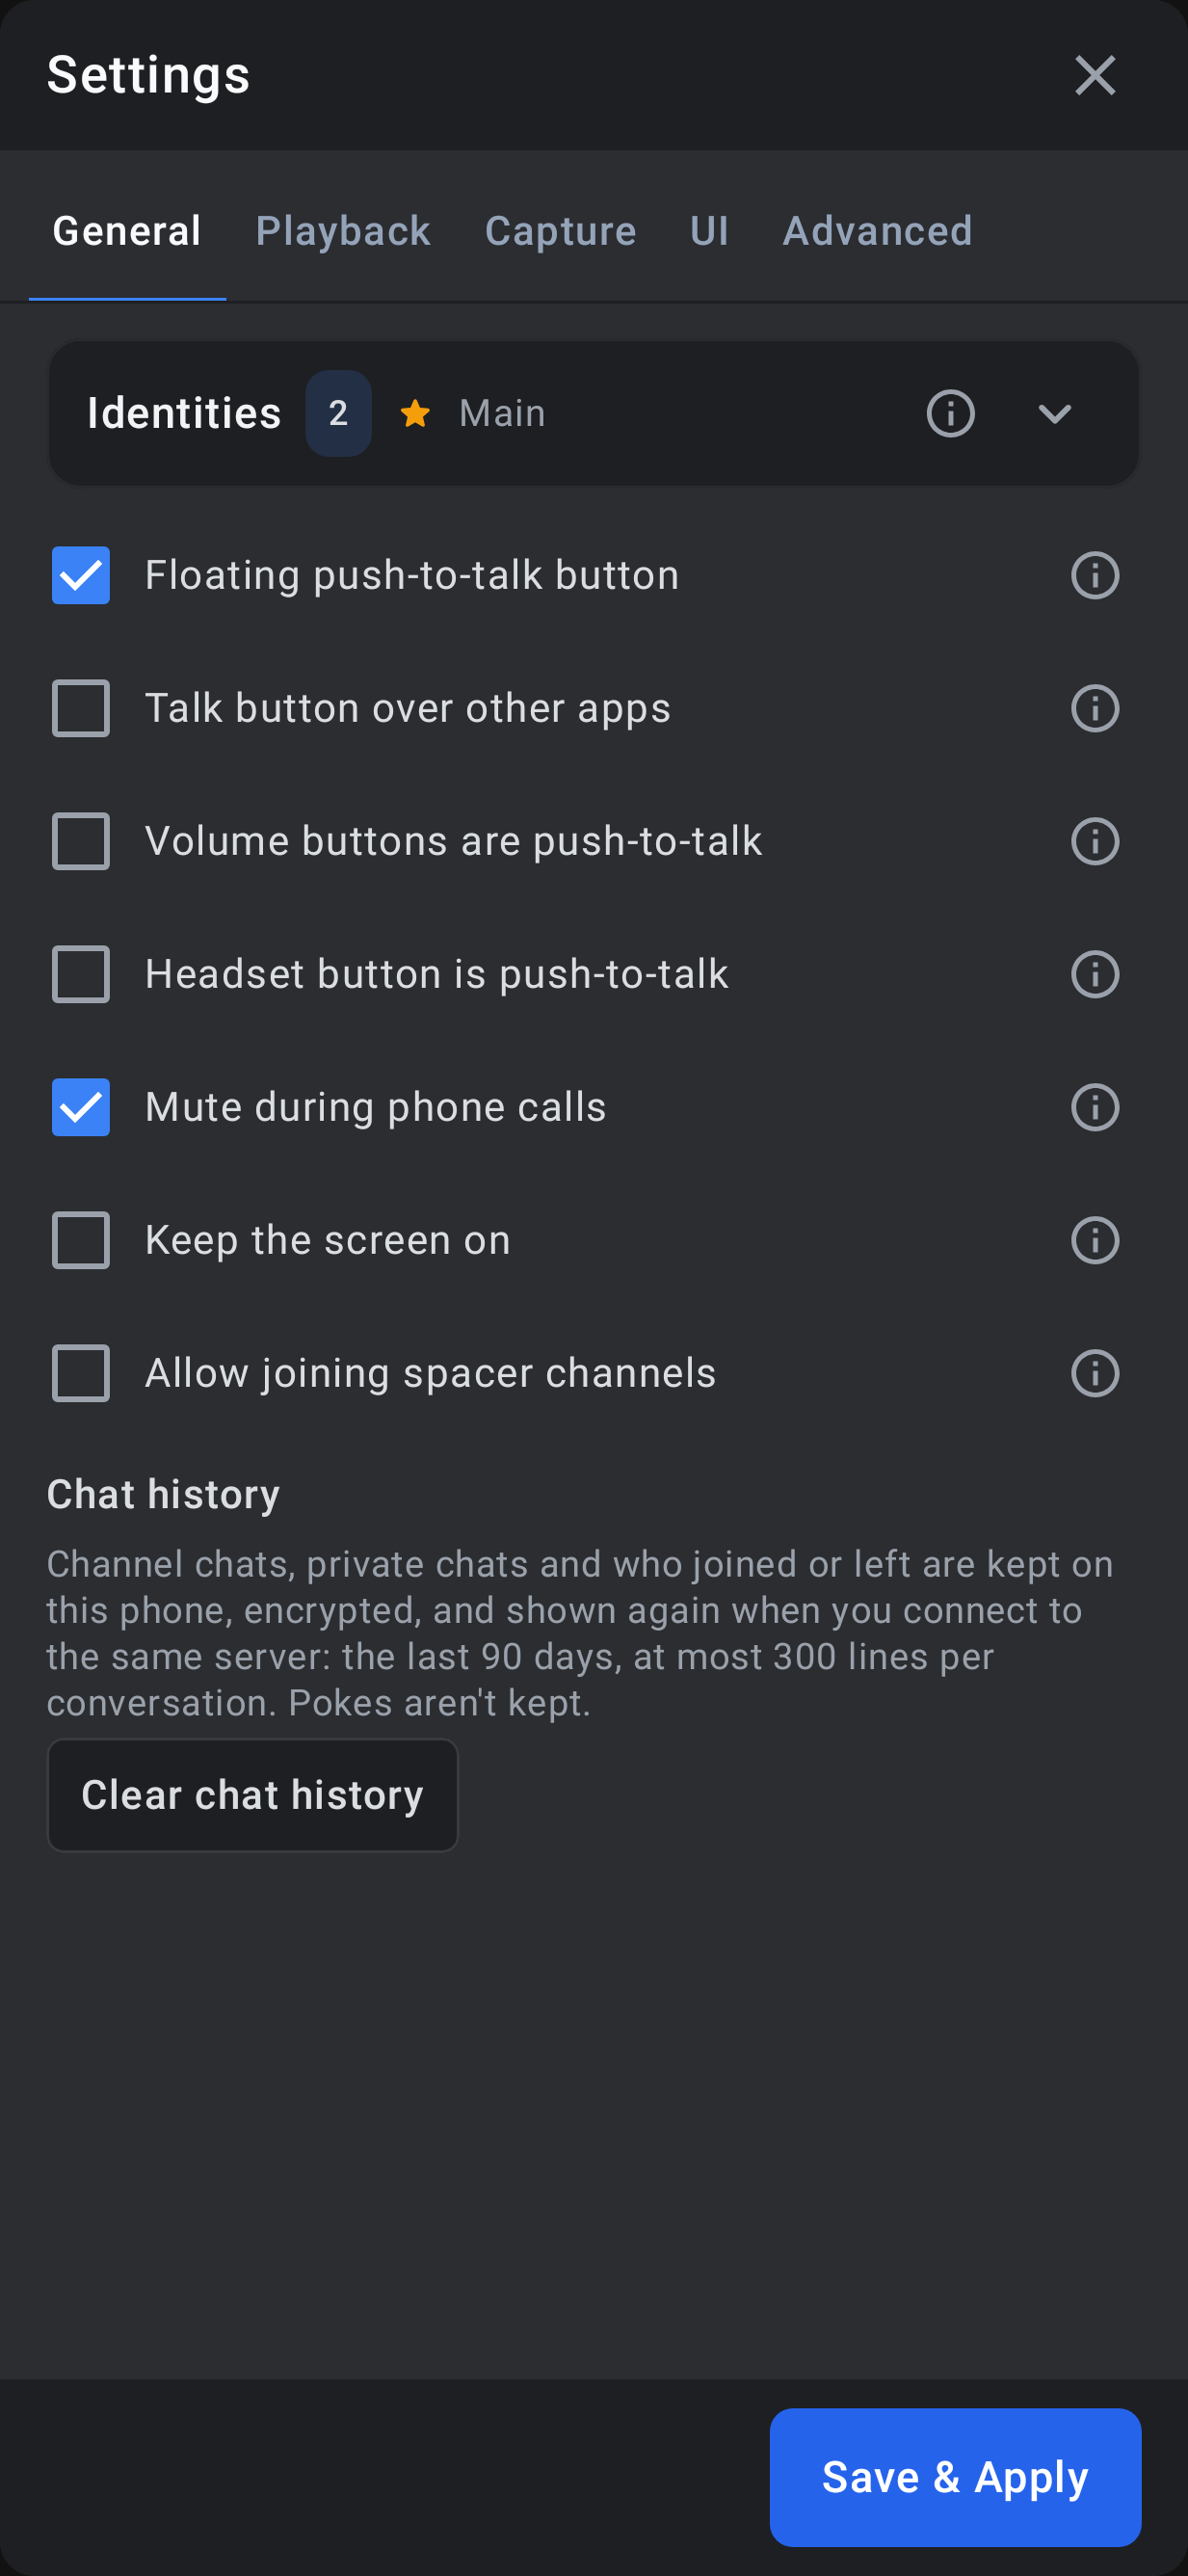 Settings
General Playback Capture UI Advanced
Identities 2 Main
Floating push-to-talk button
Talk button over other apps
Volume buttons are push-to-talk
Headset button is push-to-talk
Mute during phone calls
Keep the screen on
Allow joining spacer channels
Chat history
Channel chats, private chats and who joined or left are kept on
this phone, encrypted, and shown again when you connect to
the same server: the last 90 days, at most 300 lines per
conversation. Pokes aren't kept.
Clear chat history
Save & Apply